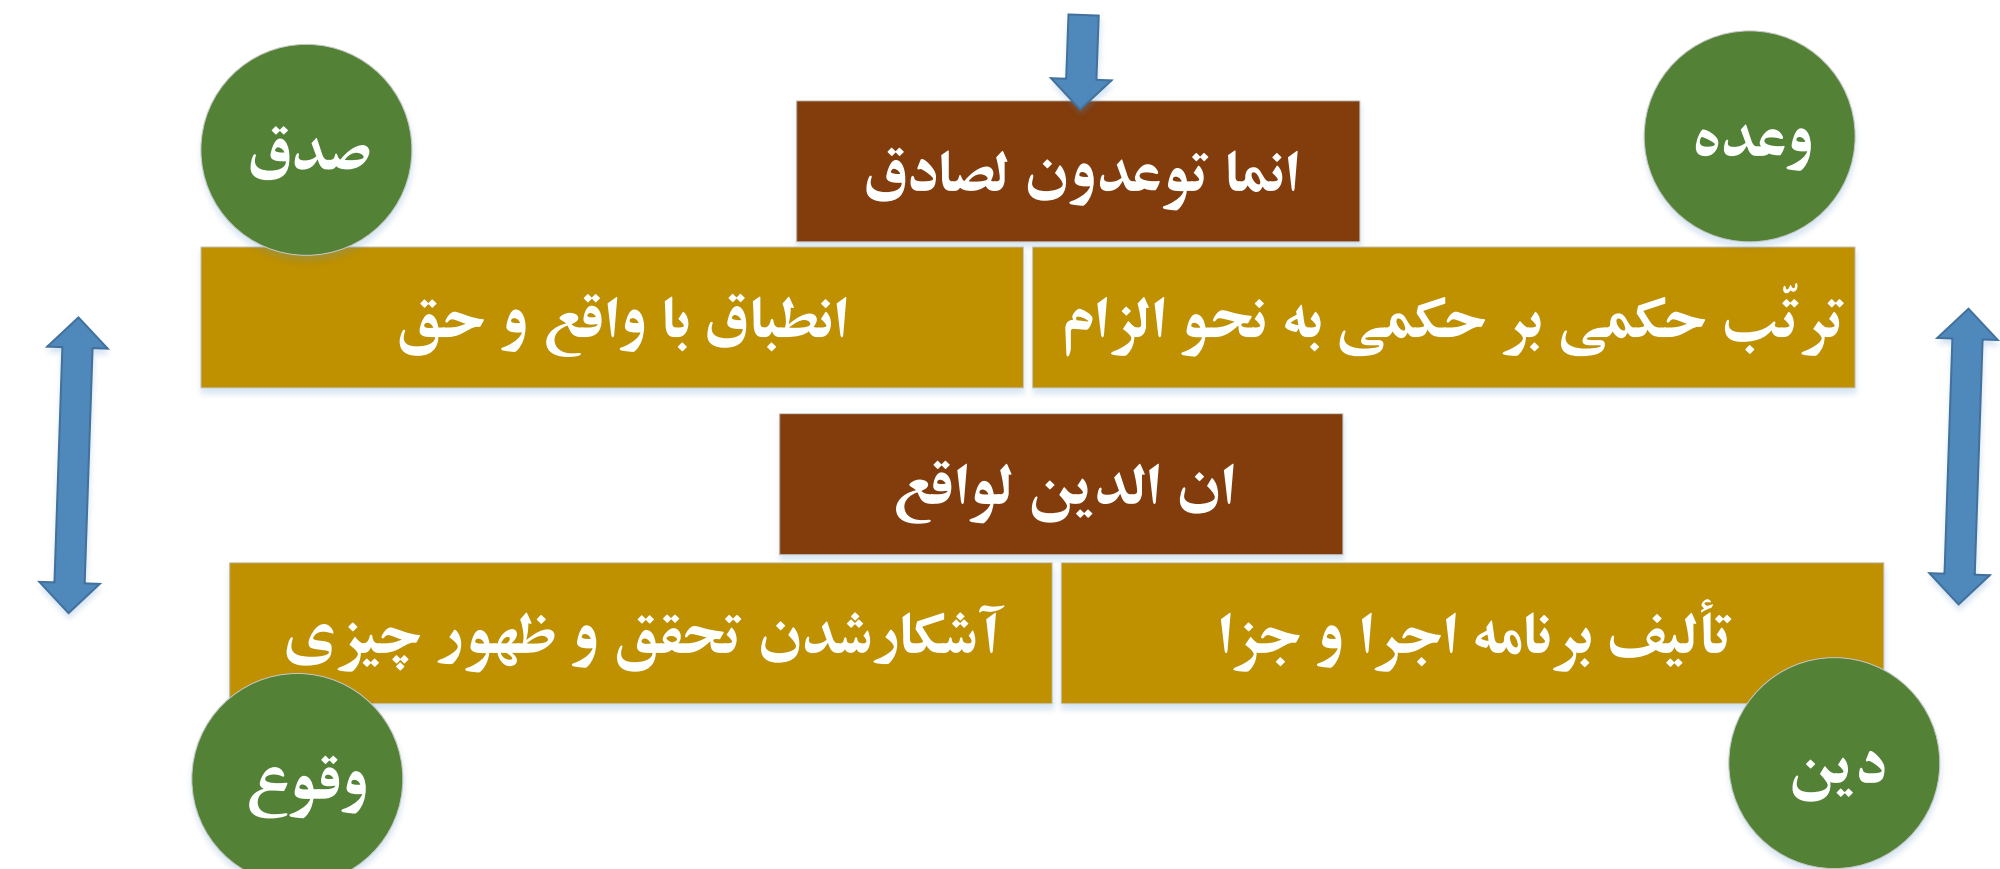 وعده
صدق
انما توعدون لصادق
ترتّب حکمی بر حکمی به نحو الزام
انطباق با واقع و حق
ان الدین لواقع
تألیف برنامه اجرا و جزا
آشکارشدن تحقق و ظهور چیزی
دین
وقوع